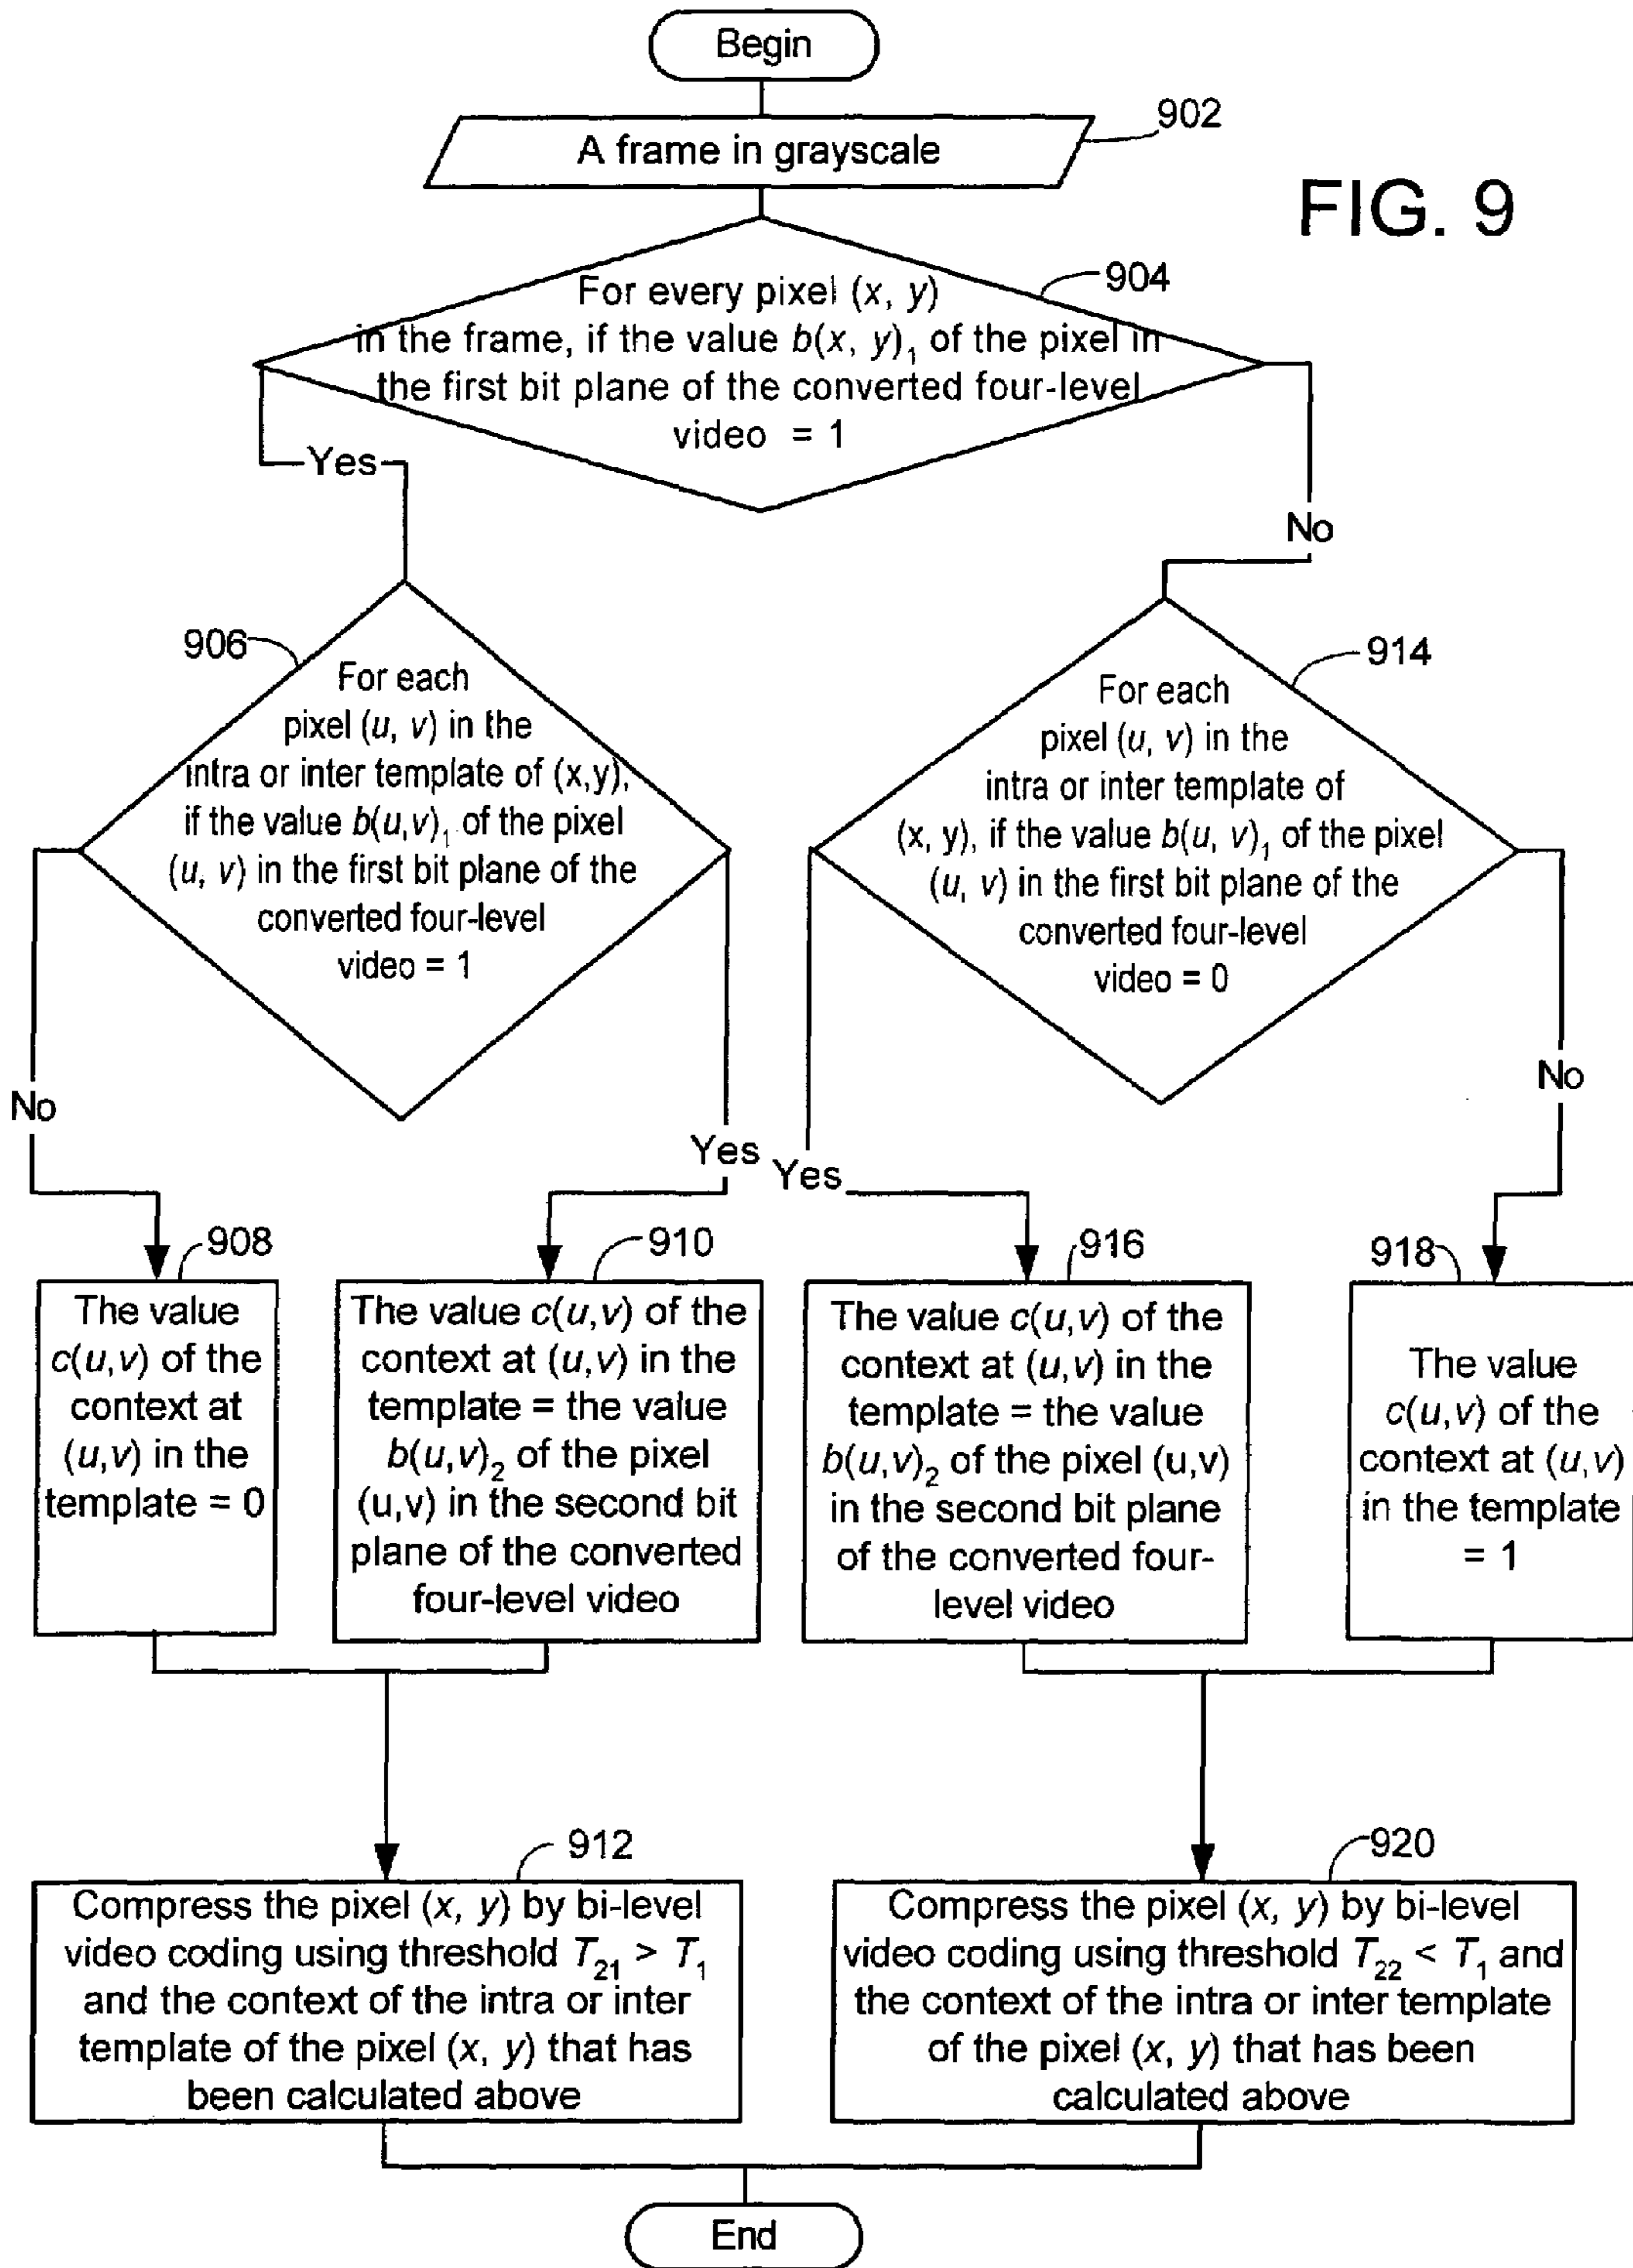 Begin
902
A frame in grayscale
FIG. 9
904
For every pixel (x, y)
in the frame, if the value b(x, y)₁ of the pixel in
the first bit plane of the converted four-level
video = 1
Yes
No
906
For each
pixel (u, v) in the
intra or inter template of (x,y),
if the value b(u,v)₁ of the pixel
(u, v) in the first bit plane of the
converted four-level
video = 1
914
For each
pixel (u, v) in the
intra or inter template of
(x, y), if the value b(u, v)₁ of the pixel
(u, v) in the first bit plane of the
converted four-level
video = 0
No
Yes
Yes
No
908
The value
c(u,v) of the
context at
(u,v) in the
template = 0
910
The value c(u,v) of the
context at (u,v) in the
template = the value
b(u,v)₂ of the pixel
(u,v) in the second bit
plane of the converted
four-level video
916
The value c(u,v) of the
context at (u,v) in the
template = the value
b(u,v)₂ of the pixel (u,v)
in the second bit plane
of the converted four-
level video
918
The value
c(u,v) of the
context at (u,v)
in the template
= 1
912
Compress the pixel (x, y) by bi-level
video coding using threshold T₂₁ > T₁
and the context of the intra or inter
template of the pixel (x, y) that has
been calculated above
920
Compress the pixel (x, y) by bi-level
video coding using threshold T₂₂ < T₁ and
the context of the intra or inter template
of the pixel (x, y) that has been
calculated above
End